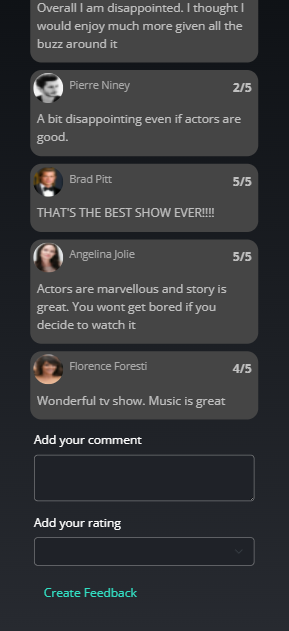 Overall I am disappointed. I thought I
would enjoy much more given all the
buzz around it
Pierre Niney
2/5
A bit disappointing even if actors are
good.
Brad Pitt
5/5
THAT'S THE BEST SHOW EVER!!!!
Angelina Jolie
5/5
Actors are marvellous and story is
great. You wont get bored if you
decide to watch it
Florence Foresti
4/5
Wonderful tv show. Music is great
Add your comment
Add your rating
Create Feedback